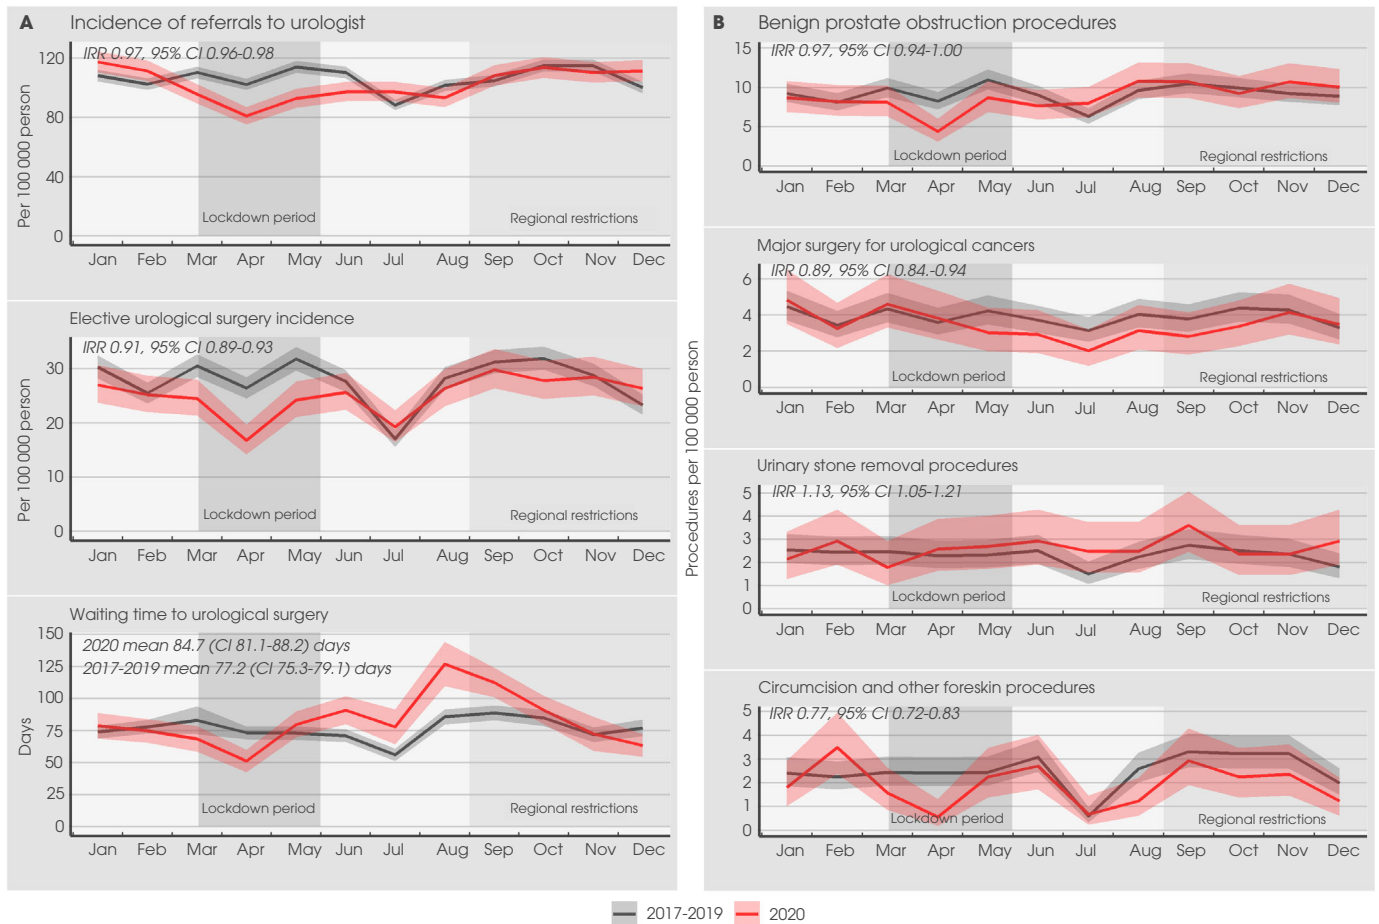 A Incidence of referrals to urologist
IRR 0.97, 95% CI 0.96-0.98
Per 100 000 person
120
80
40
0
Lockdown period
Regional restrictions
Jan Feb Mar Apr May Jun Jul Aug Sep Oct Nov Dec
Elective urological surgery incidence
IRR 0.91, 95% CI 0.89-0.93
Per 100 000 person
30
20
10
0
Lockdown period
Regional restrictions
Jan Feb Mar Apr May Jun Jul Aug Sep Oct Nov Dec
Waiting time to urological surgery
2020 mean 84.7 (CI 81.1-88.2) days
2017-2019 mean 77.2 (CI 75.3-79.1) days
Days
150
125
100
75
50
25
0
Lockdown period
Regional restrictions
Jan Feb Mar Apr May Jun Jul Aug Sep Oct Nov Dec
B Benign prostate obstruction procedures
IRR 0.97, 95% CI 0.94-1.00
Procedures per 100 000 person
15
10
5
0
Lockdown period
Regional restrictions
Jan Feb Mar Apr May Jun Jul Aug Sep Oct Nov Dec
Major surgery for urological cancers
IRR 0.89, 95% CI 0.84.-0.94
6
4
2
0
Lockdown period
Regional restrictions
Jan Feb Mar Apr May Jun Jul Aug Sep Oct Nov Dec
Urinary stone removal procedures
IRR 1.13, 95% CI 1.05-1.21
5
4
3
2
1
0
Lockdown period
Regional restrictions
Jan Feb Mar Apr May Jun Jul Aug Sep Oct Nov Dec
Circumcision and other foreskin procedures
IRR 0.77, 95% CI 0.72-0.83
5
4
3
2
1
0
Lockdown period
Regional restrictions
Jan Feb Mar Apr May Jun Jul Aug Sep Oct Nov Dec
2017-2019 2020